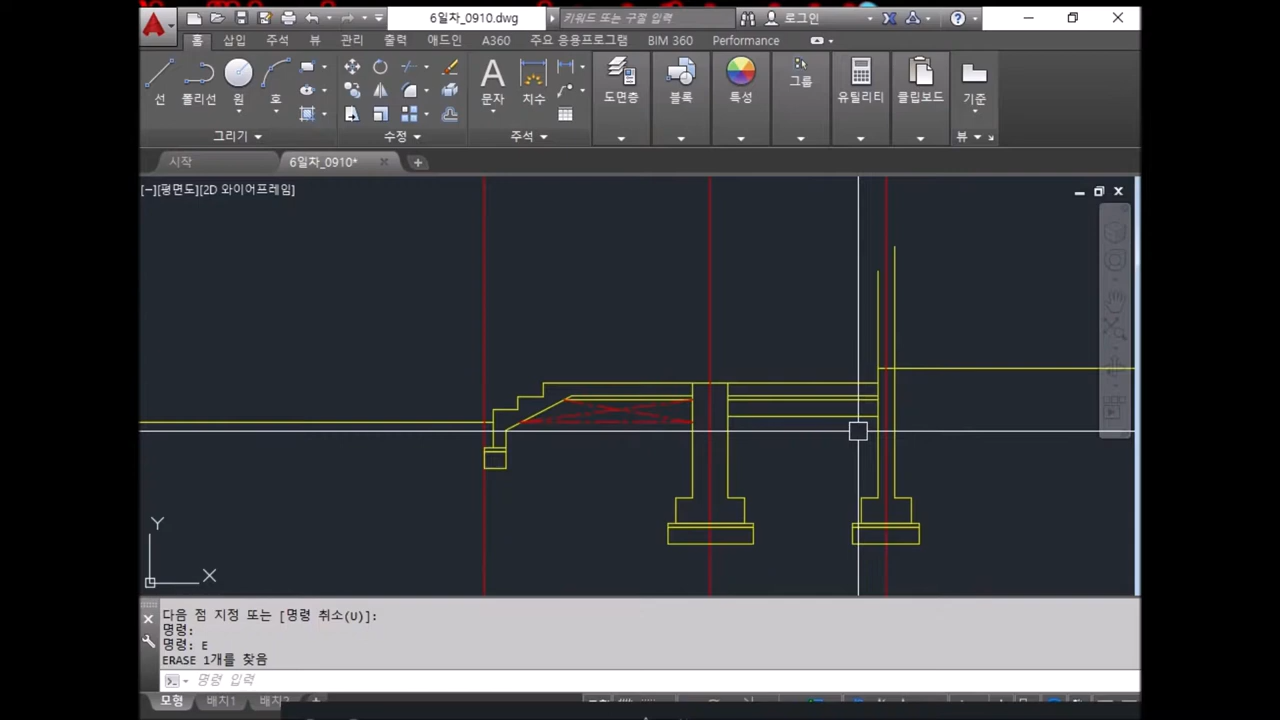 6일차_0910.dwg
키워드 또는 구절 입력
로그인
홈 삽입 주석 뷰 관리 출력 애드인 A360 주요 응용프로그램 BIM 360 Performance
선 폴리선 원 호 문자 치수 도면층 블록 특성 그룹 유틸리티 클립보드 기준
그리기 수정 주석 뷰
시작 6일차_0910*
[−][평면도][2D 와이어프레임]
Y
X
다음 점 지정 또는 [명령 취소(U)]:
명령:
명령: E
ERASE 1개를 찾음
명령 입력
모형 배치1 배치2